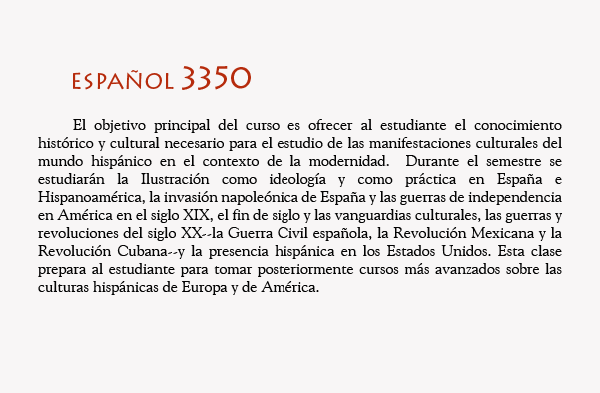 ESPAÑOL 3350
El objetivo principal del curso es ofrecer al estudiante el conocimiento
histórico y cultural necesario para el estudio de las manifestaciones culturales del
mundo hispánico en el contexto de la modernidad. Durante el semestre se
estudiarán la Ilustración como ideología y como práctica en España e
Hispanoamérica, la invasión napoleónica de España y las guerras de independencia
en América en el siglo XIX, el fin de siglo y las vanguardias culturales, las guerras y
revoluciones del siglo XX--la Guerra Civil española, la Revolución Mexicana y la
Revolución Cubana--y la presencia hispánica en los Estados Unidos. Esta clase
prepara al estudiante para tomar posteriormente cursos más avanzados sobre las
culturas hispánicas de Europa y de América.